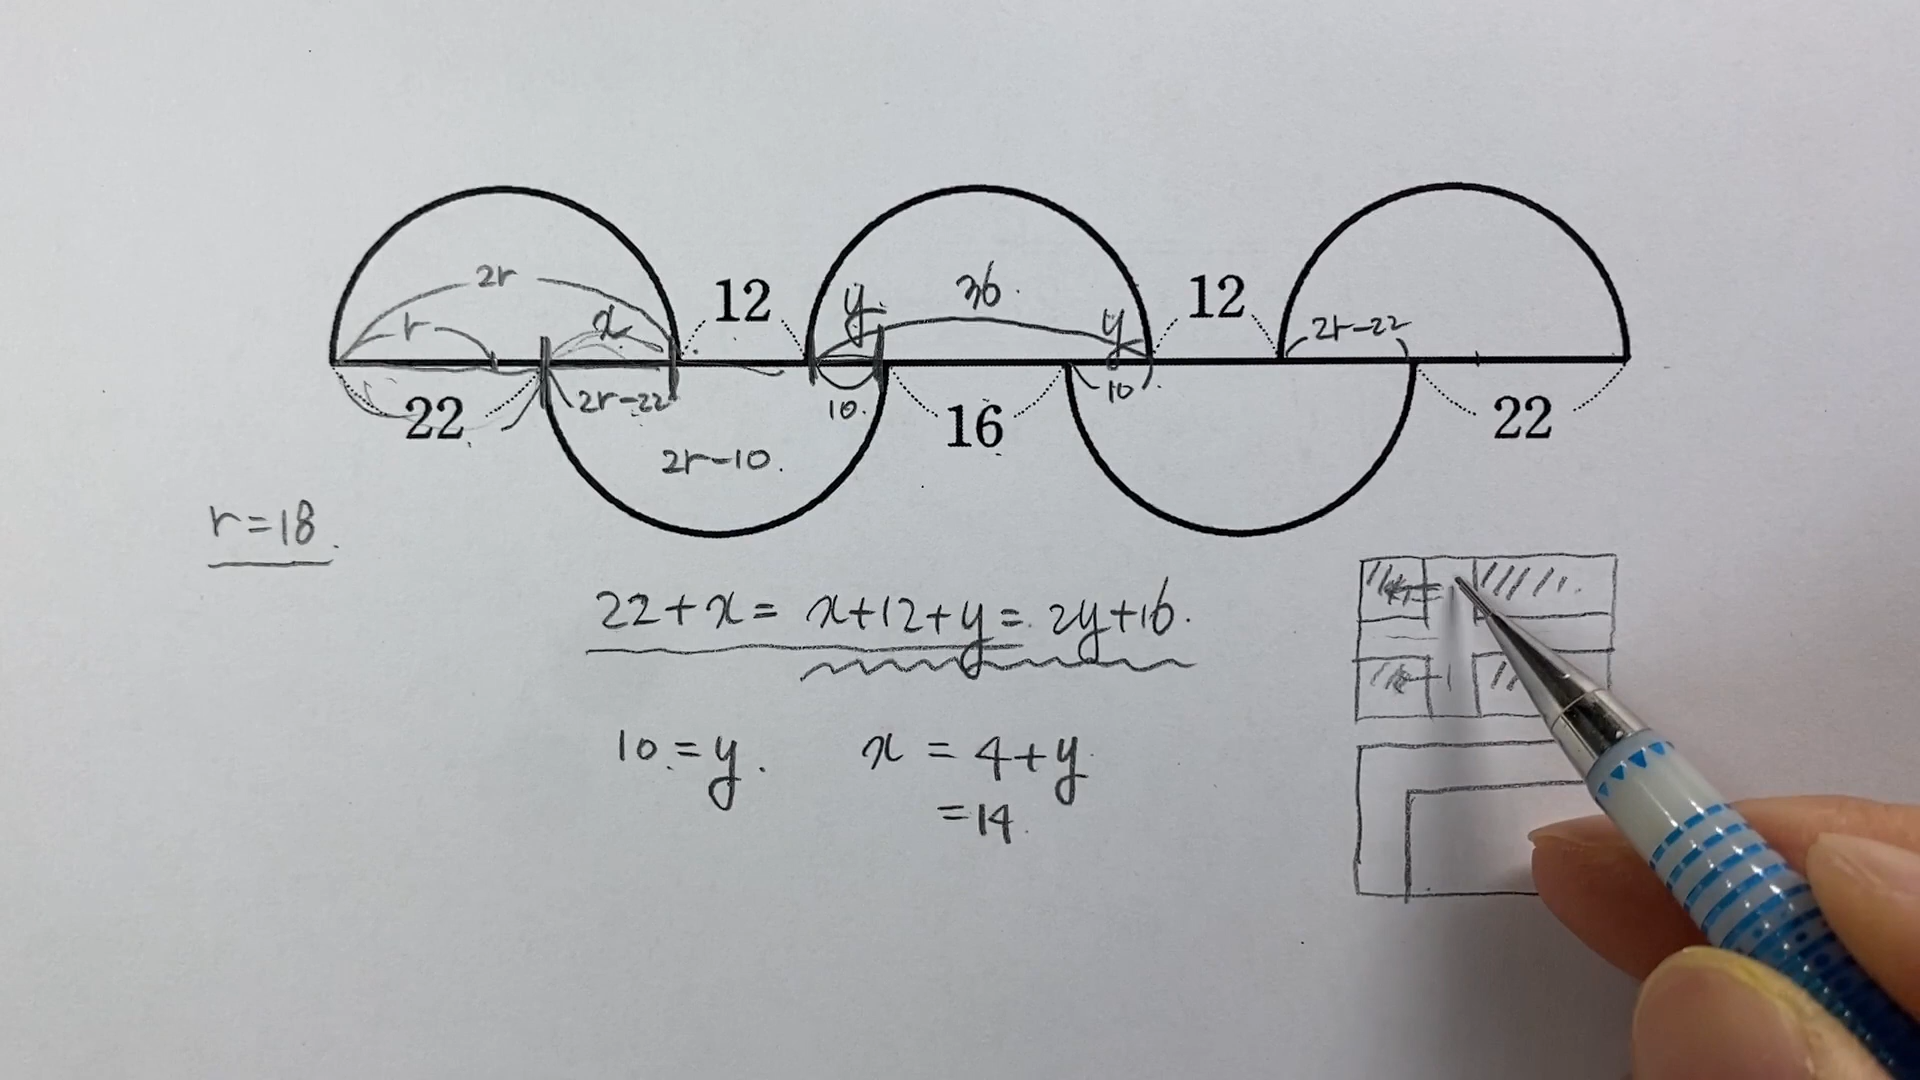 2r
12
y
36.
12
r
x
y
2r-22
22
2r-22
10.
16
10
22
2r-10.
r=18.
22+x= x+12+y= 2y+16.
10=y. x = 4+y
=14.